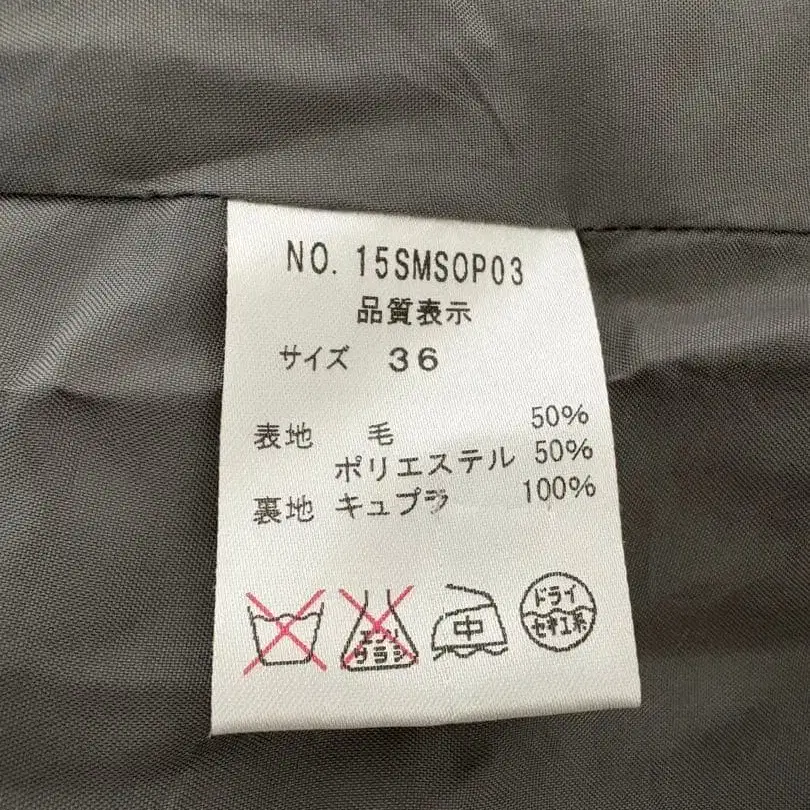 NO. 15SMSOP03
品質表示
サイズ 36
表地 毛 50%
ポリエステル 50%
裏地 キュプラ 100%
エンソ
サラシ
中
ドライ
セキユ系